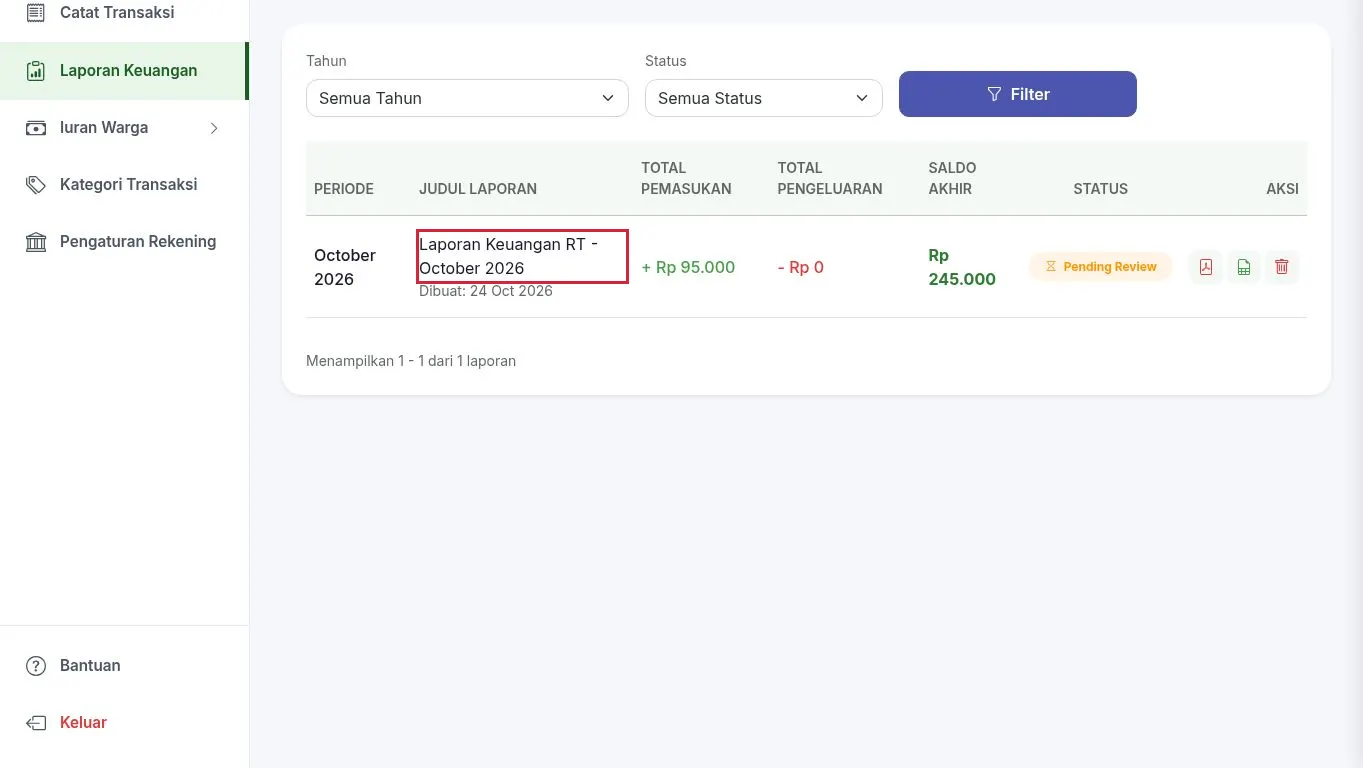 Catat Transaksi
Laporan Keuangan
Iuran Warga
Kategori Transaksi
Pengaturan Rekening
Bantuan
Keluar
Tahun
Status
Semua Tahun
Semua Status
Filter
PERIODE
JUDUL LAPORAN
TOTAL
PEMASUKAN
TOTAL
PENGELUARAN
SALDO
AKHIR
STATUS
AKSI
October
2026
Laporan Keuangan RT -
October 2026
Dibuat: 24 Oct 2026
+ Rp 95.000
- Rp 0
Rp
245.000
Pending Review
Menampilkan 1 - 1 dari 1 laporan